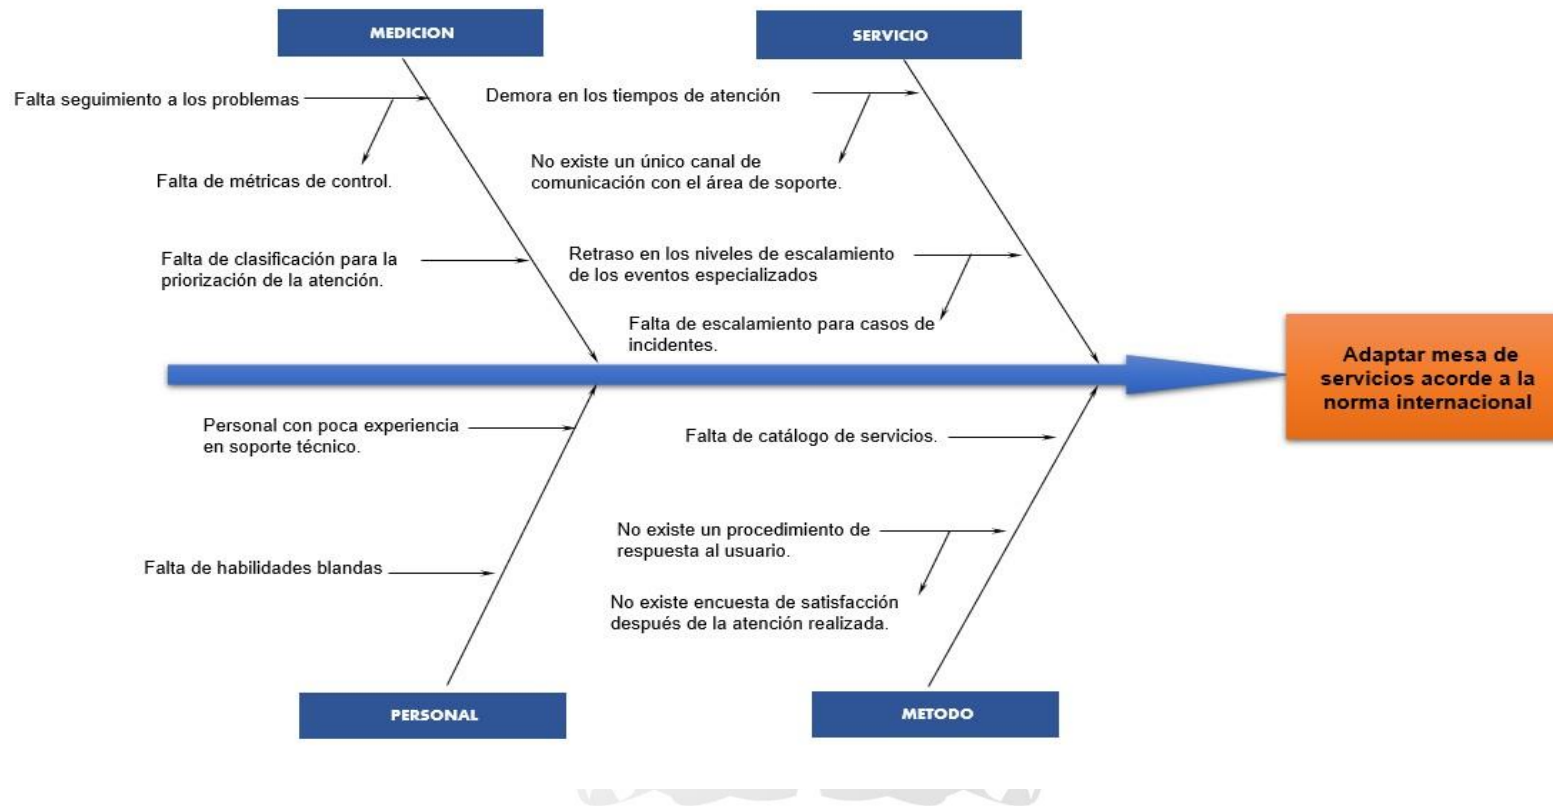 MEDICION
SERVICIO
Falta seguimiento a los problemas
Demora en los tiempos de atención
Falta de métricas de control.
No existe un único canal de
comunicación con el área de soporte.
Falta de clasificación para la
priorización de la atención.
Retraso en los niveles de escalamiento
de los eventos especializados
Falta de escalamiento para casos de
incidentes.
Adaptar mesa de
servicios acorde a la
norma internacional
Personal con poca experiencia
en soporte técnico.
Falta de catálogo de servicios.
Falta de habilidades blandas
No existe un procedimiento de
respuesta al usuario.
No existe encuesta de satisfacción
después de la atención realizada.
PERSONAL
METODO